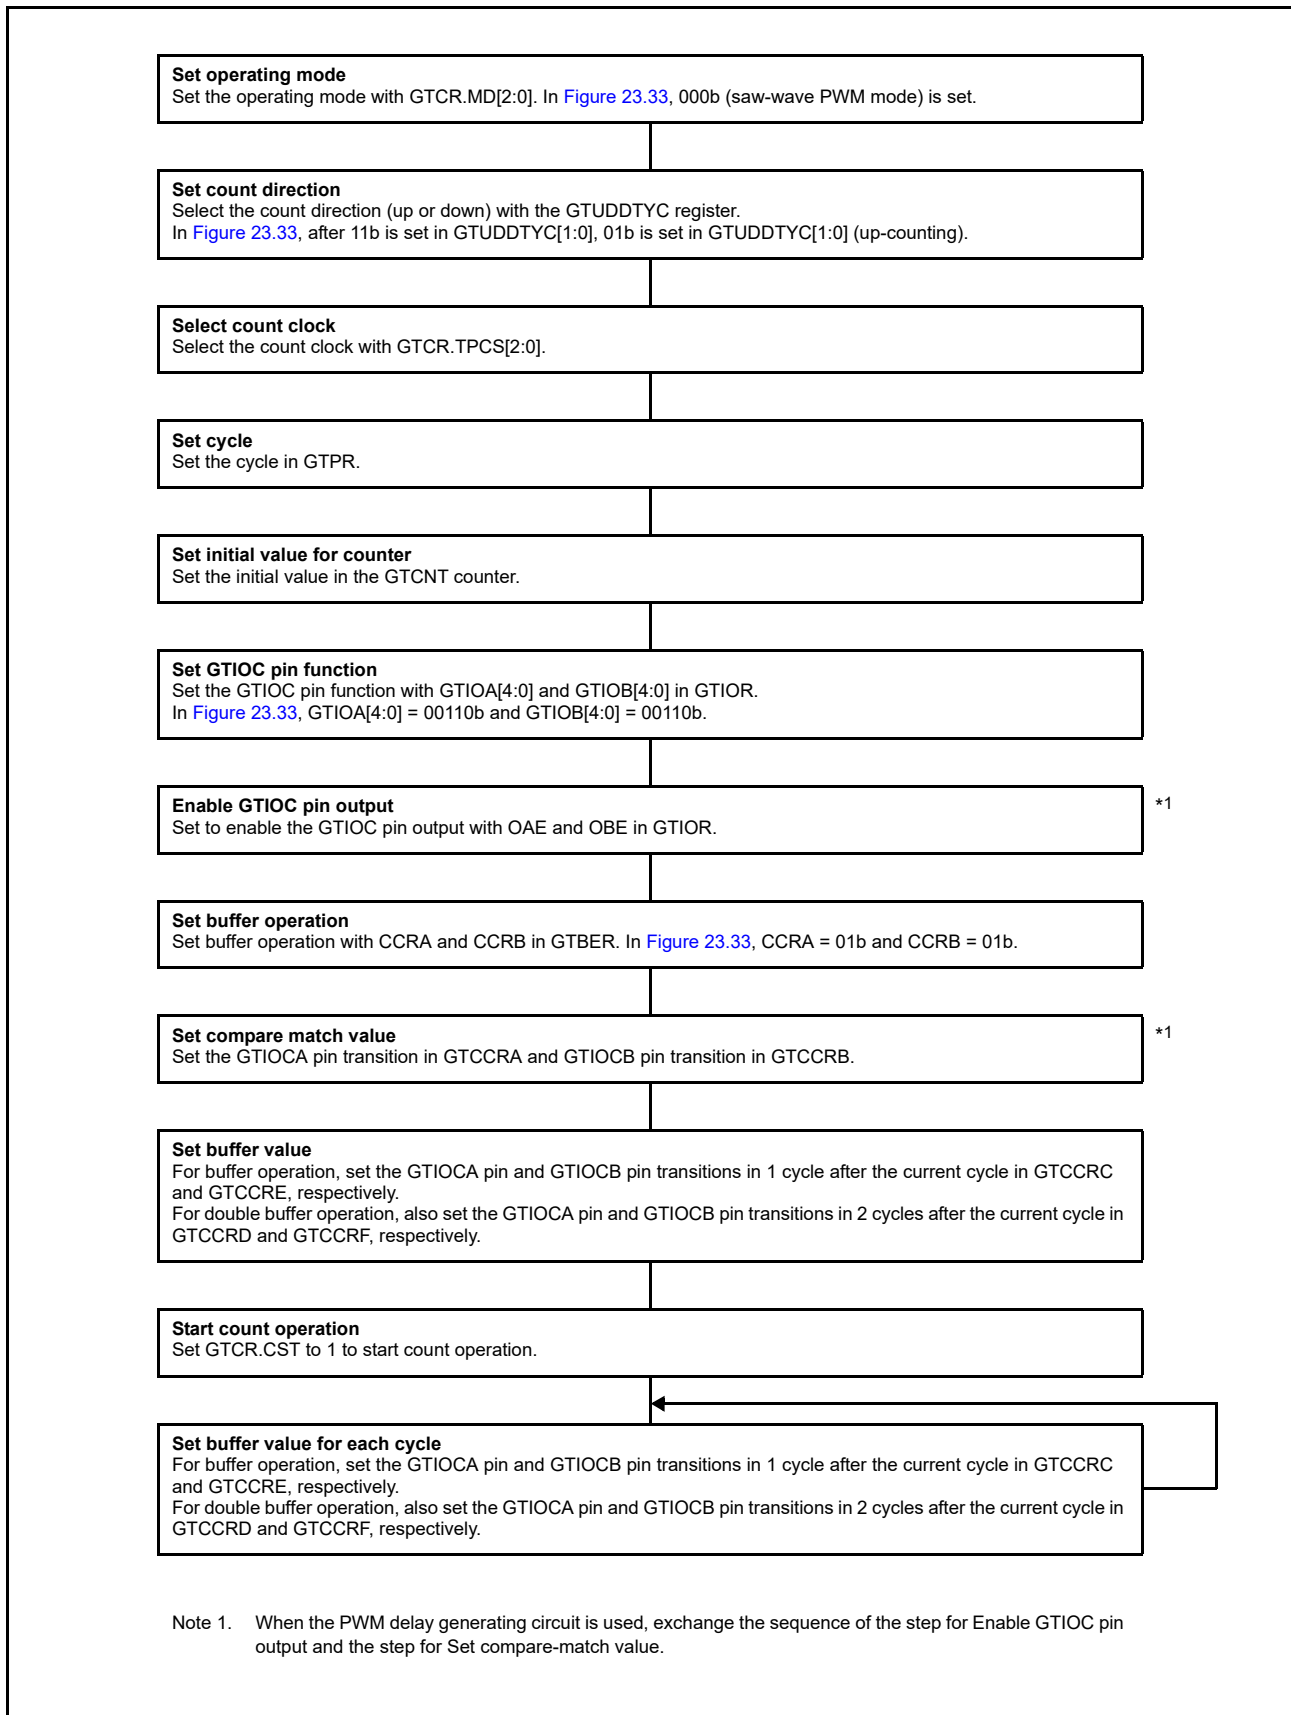 Set operating mode
Set the operating mode with GTCR.MD[2:0]. In Figure 23.33, 000b (saw-wave PWM mode) is set.
Set count direction
Select the count direction (up or down) with the GTUDDTYC register.
In Figure 23.33, after 11b is set in GTUDDTYC[1:0], 01b is set in GTUDDTYC[1:0] (up-counting).
Select count clock
Select the count clock with GTCR.TPCS[2:0].
Set cycle
Set the cycle in GTPR.
Set initial value for counter
Set the initial value in the GTCNT counter.
Set GTIOC pin function
Set the GTIOC pin function with GTIOA[4:0] and GTIOB[4:0] in GTIOR.
In Figure 23.33, GTIOA[4:0] = 00110b and GTIOB[4:0] = 00110b.
Enable GTIOC pin output
*1
Set to enable the GTIOC pin output with OAE and OBE in GTIOR.
Set buffer operation
Set buffer operation with CCRA and CCRB in GTBER. In Figure 23.33, CCRA = 01b and CCRB = 01b.
Set compare match value
*1
Set the GTIOCA pin transition in GTCCRA and GTIOCB pin transition in GTCCRB.
Set buffer value
For buffer operation, set the GTIOCA pin and GTIOCB pin transitions in 1 cycle after the current cycle in GTCCRC
and GTCCRE, respectively.
For double buffer operation, also set the GTIOCA pin and GTIOCB pin transitions in 2 cycles after the current cycle in
GTCCRD and GTCCRF, respectively.
Start count operation
Set GTCR.CST to 1 to start count operation.
Set buffer value for each cycle
For buffer operation, set the GTIOCA pin and GTIOCB pin transitions in 1 cycle after the current cycle in GTCCRC
and GTCCRE, respectively.
For double buffer operation, also set the GTIOCA pin and GTIOCB pin transitions in 2 cycles after the current cycle in
GTCCRD and GTCCRF, respectively.
Note 1. When the PWM delay generating circuit is used, exchange the sequence of the step for Enable GTIOC pin
output and the step for Set compare-match value.